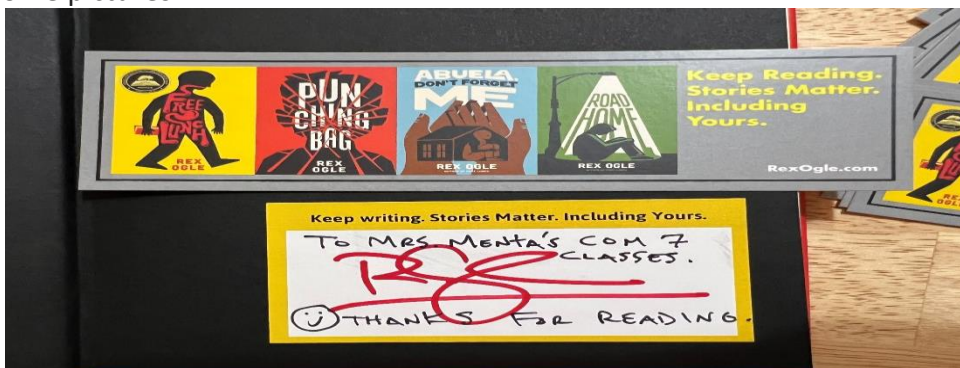 FREE
LUNCH
REX
OGLE
PUN
CHING
BAG
REX
OGLE
ABUELA,
DON'T FORGET
ME
REX OGLE
ROAD
HOME
REX OGLE
Keep Reading.
Stories Matter.
Including
Yours.
RexOgle.com
Keep writing. Stories Matter. Including Yours.
TO MRS. MENTA'S COM 7
CLASSES.
THANKS FOR READING.